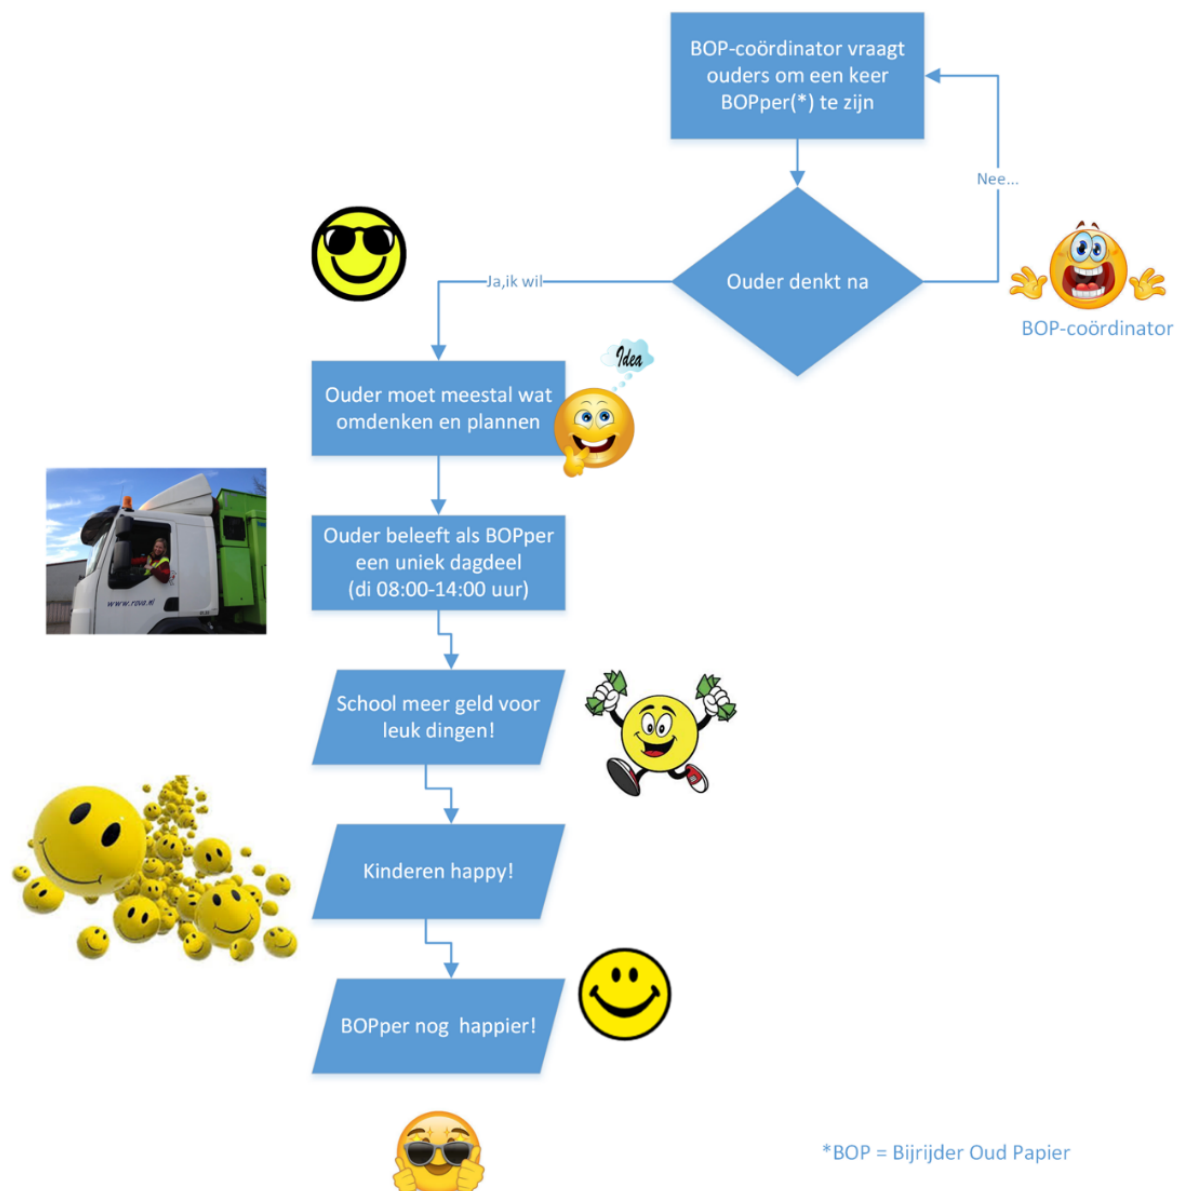 BOP-coördinator vraagt
ouders om een keer
BOPper(*) te zijn
Nee...
Ouder denkt na
Ja,ik wil
BOP-coördinator
Idea
Ouder moet meestal wat
omdenken en plannen
Ouder beleeft als BOPper
een uniek dagdeel
(di 08:00-14:00 uur)
www.rova.nl
School meer geld voor
leuk dingen!
Kinderen happy!
BOPper nog  happier!
*BOP = Bijrijder Oud Papier